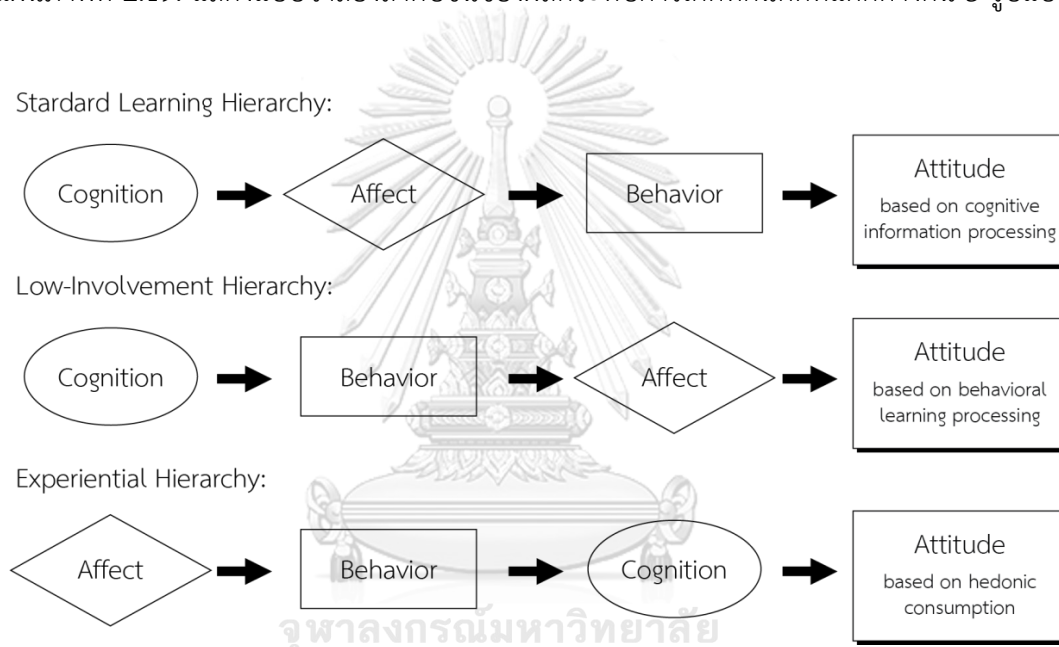 Stardard Learning Hierarchy:
Cognition
Affect
Behavior
Attitude
based on cognitive
information processing
Low-Involvement Hierarchy:
Cognition
Behavior
Affect
Attitude
based on behavioral
learning processing
Experiential Hierarchy:
Affect
Behavior
Cognition
Attitude
based on hedonic
consumption
จุฬาลงกรณ์มหาวิทยาลัย